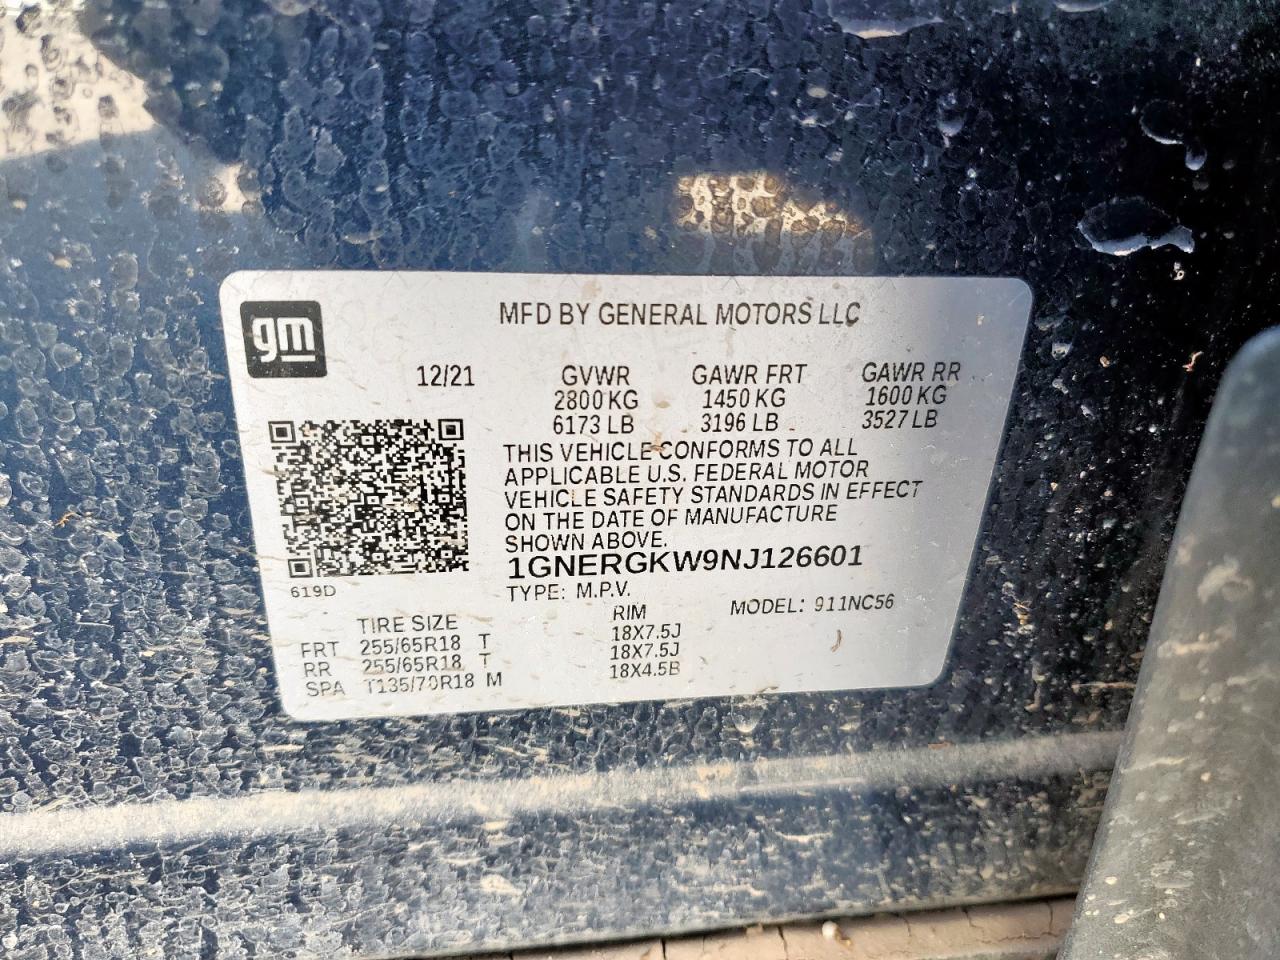 gm
MFD BY GENERAL MOTORS LLC
12/21 GVWR GAWR FRT GAWR RR
2800 KG 1450 KG 1600 KG
6173 LB 3196 LB 3527 LB
THIS VEHICLE CONFORMS TO ALL
APPLICABLE U.S. FEDERAL MOTOR
VEHICLE SAFETY STANDARDS IN EFFECT
ON THE DATE OF MANUFACTURE
SHOWN ABOVE.
1GNERGKW9NJ126601
619D
TYPE: M.P.V. MODEL: 911NC56
TIRE SIZE RIM
FRT 255/65R18 T 18X7.5J
RR 255/65R18 T 18X7.5J
SPA T135/70R18 M 18X4.5B